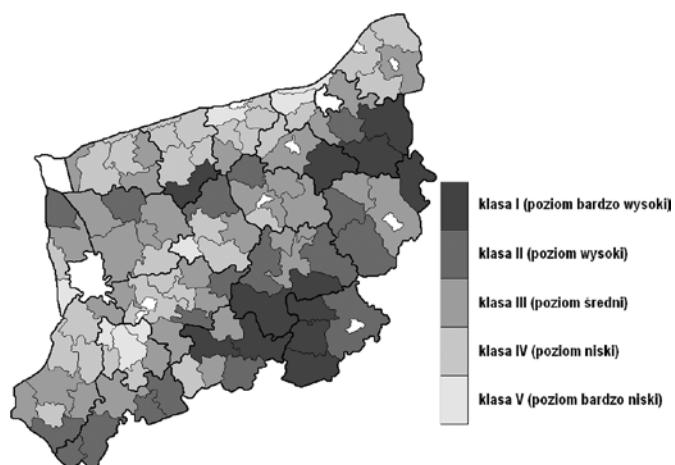 klasa I (poziom bardzo wysoki)
klasa II (poziom wysoki)
klasa III (poziom średni)
klasa IV (poziom niski)
klasa V (poziom bardzo niski)